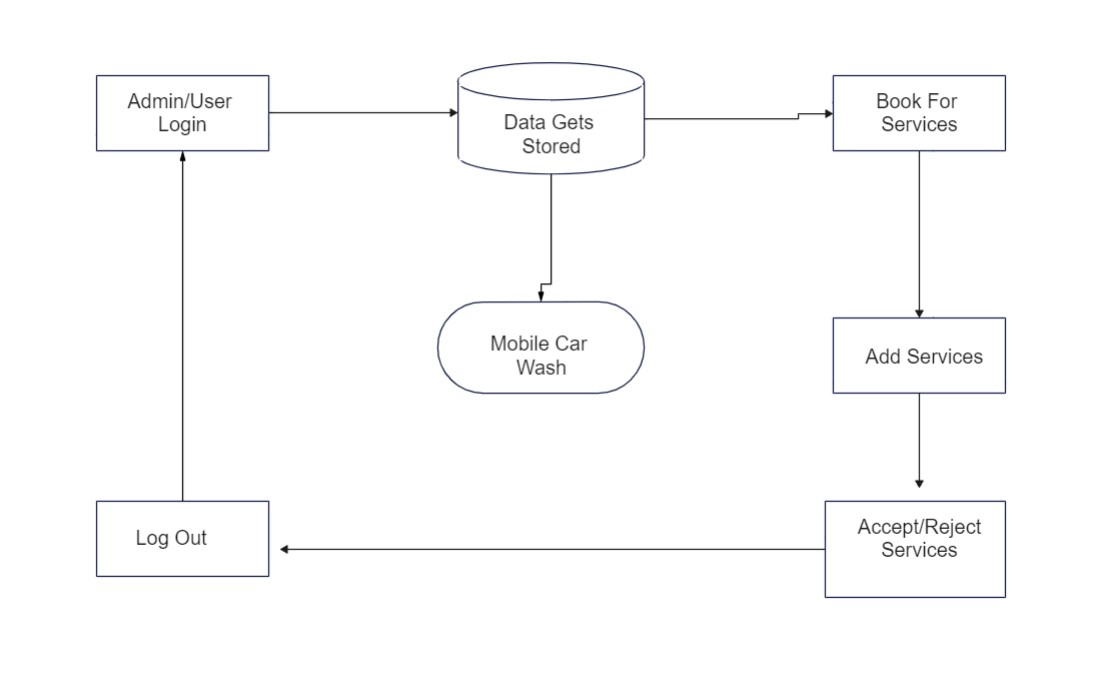 Admin/User
Login
Data Gets
Stored
Book For
Services
Mobile Car
Wash
Add Services
Log Out
Accept/Reject
Services